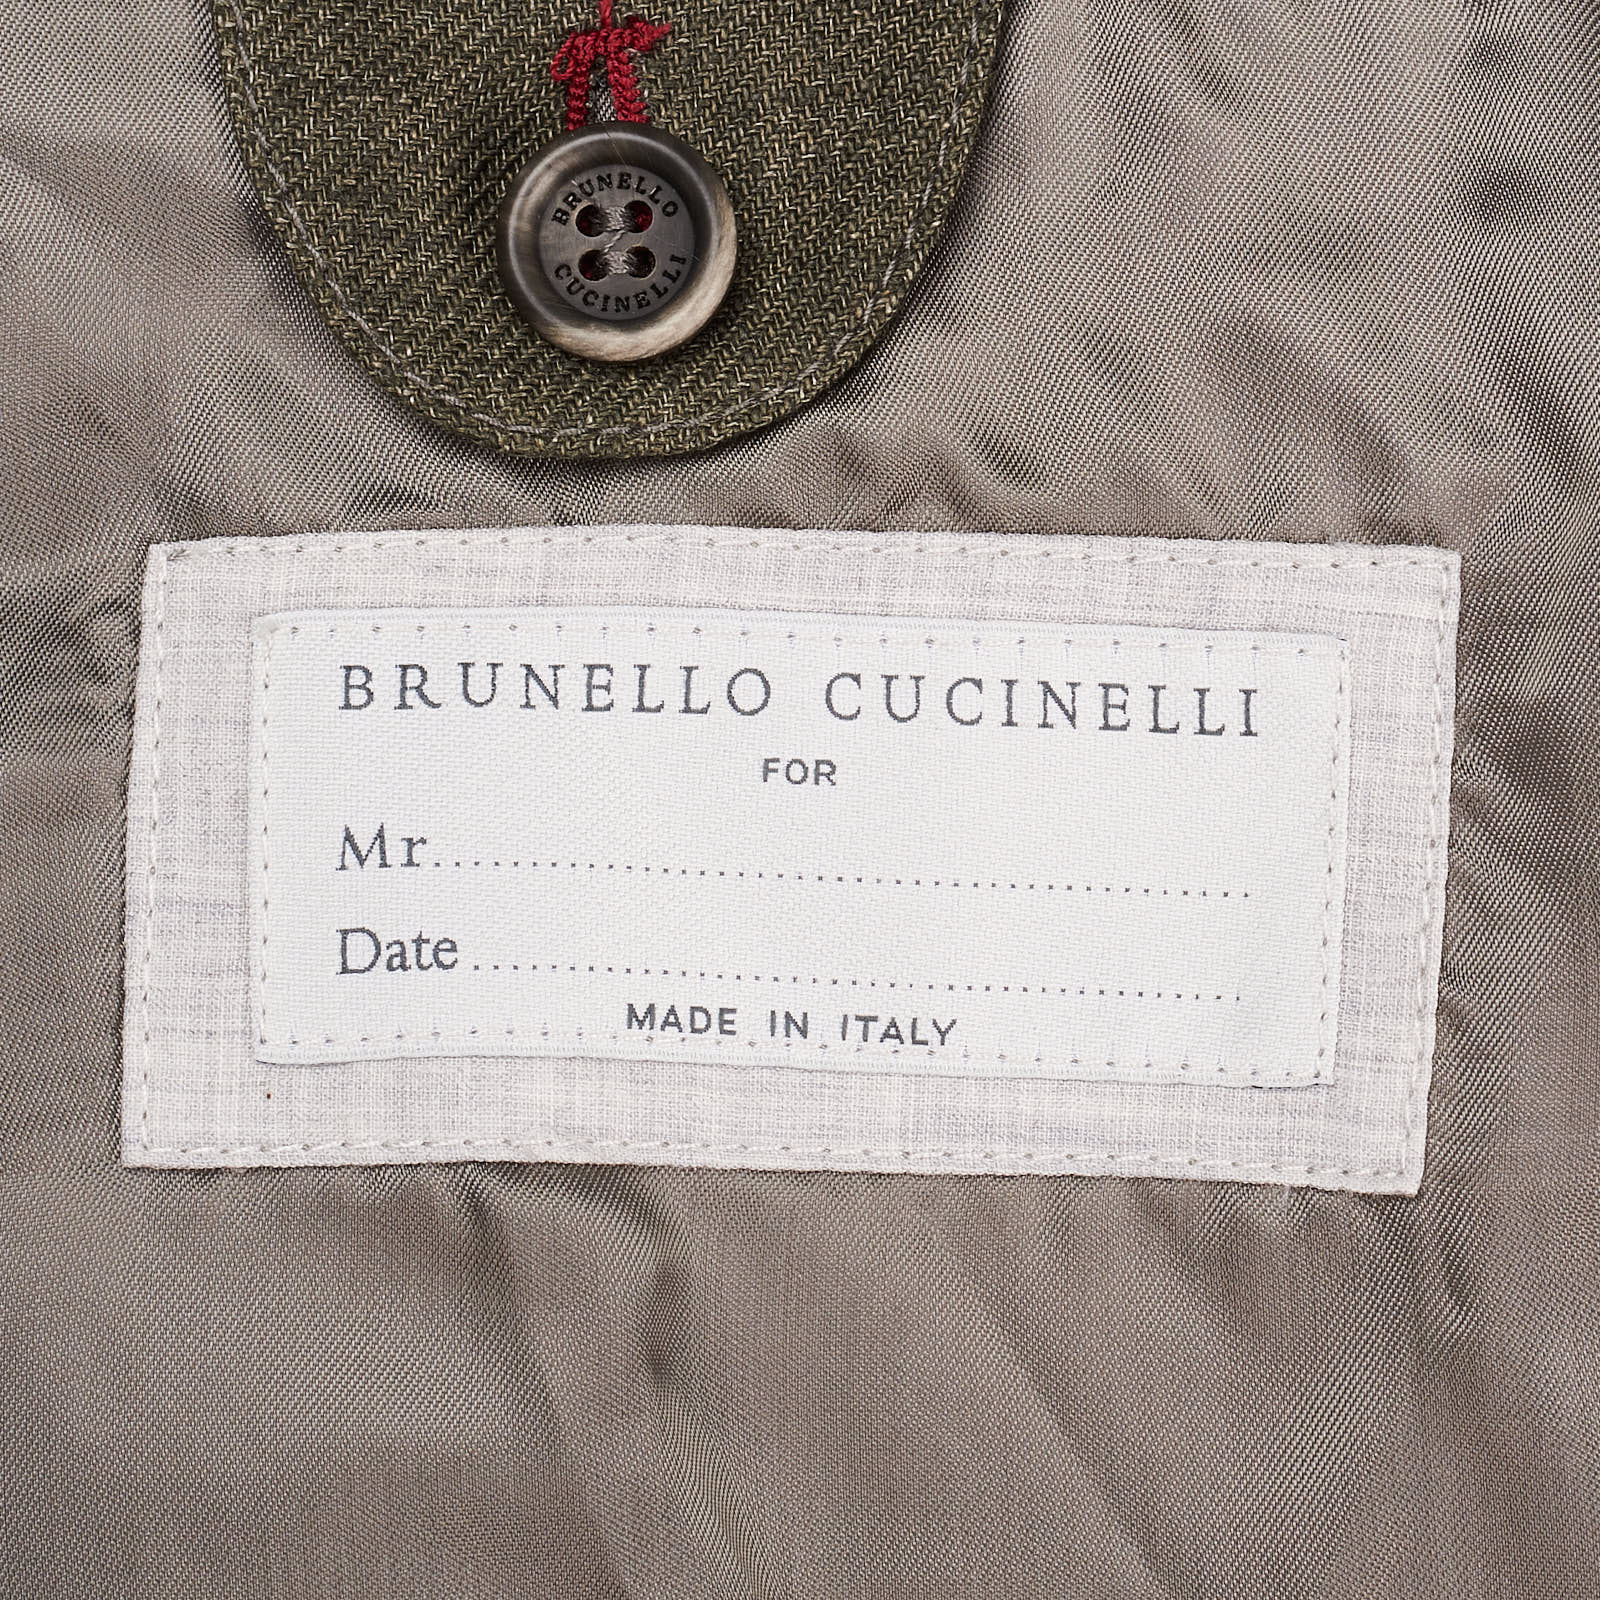 BRUNELLO
CUCINELLI
BRUNELLO CUCINELLI
FOR
Mr..............................................
Date..............................................
MADE IN ITALY